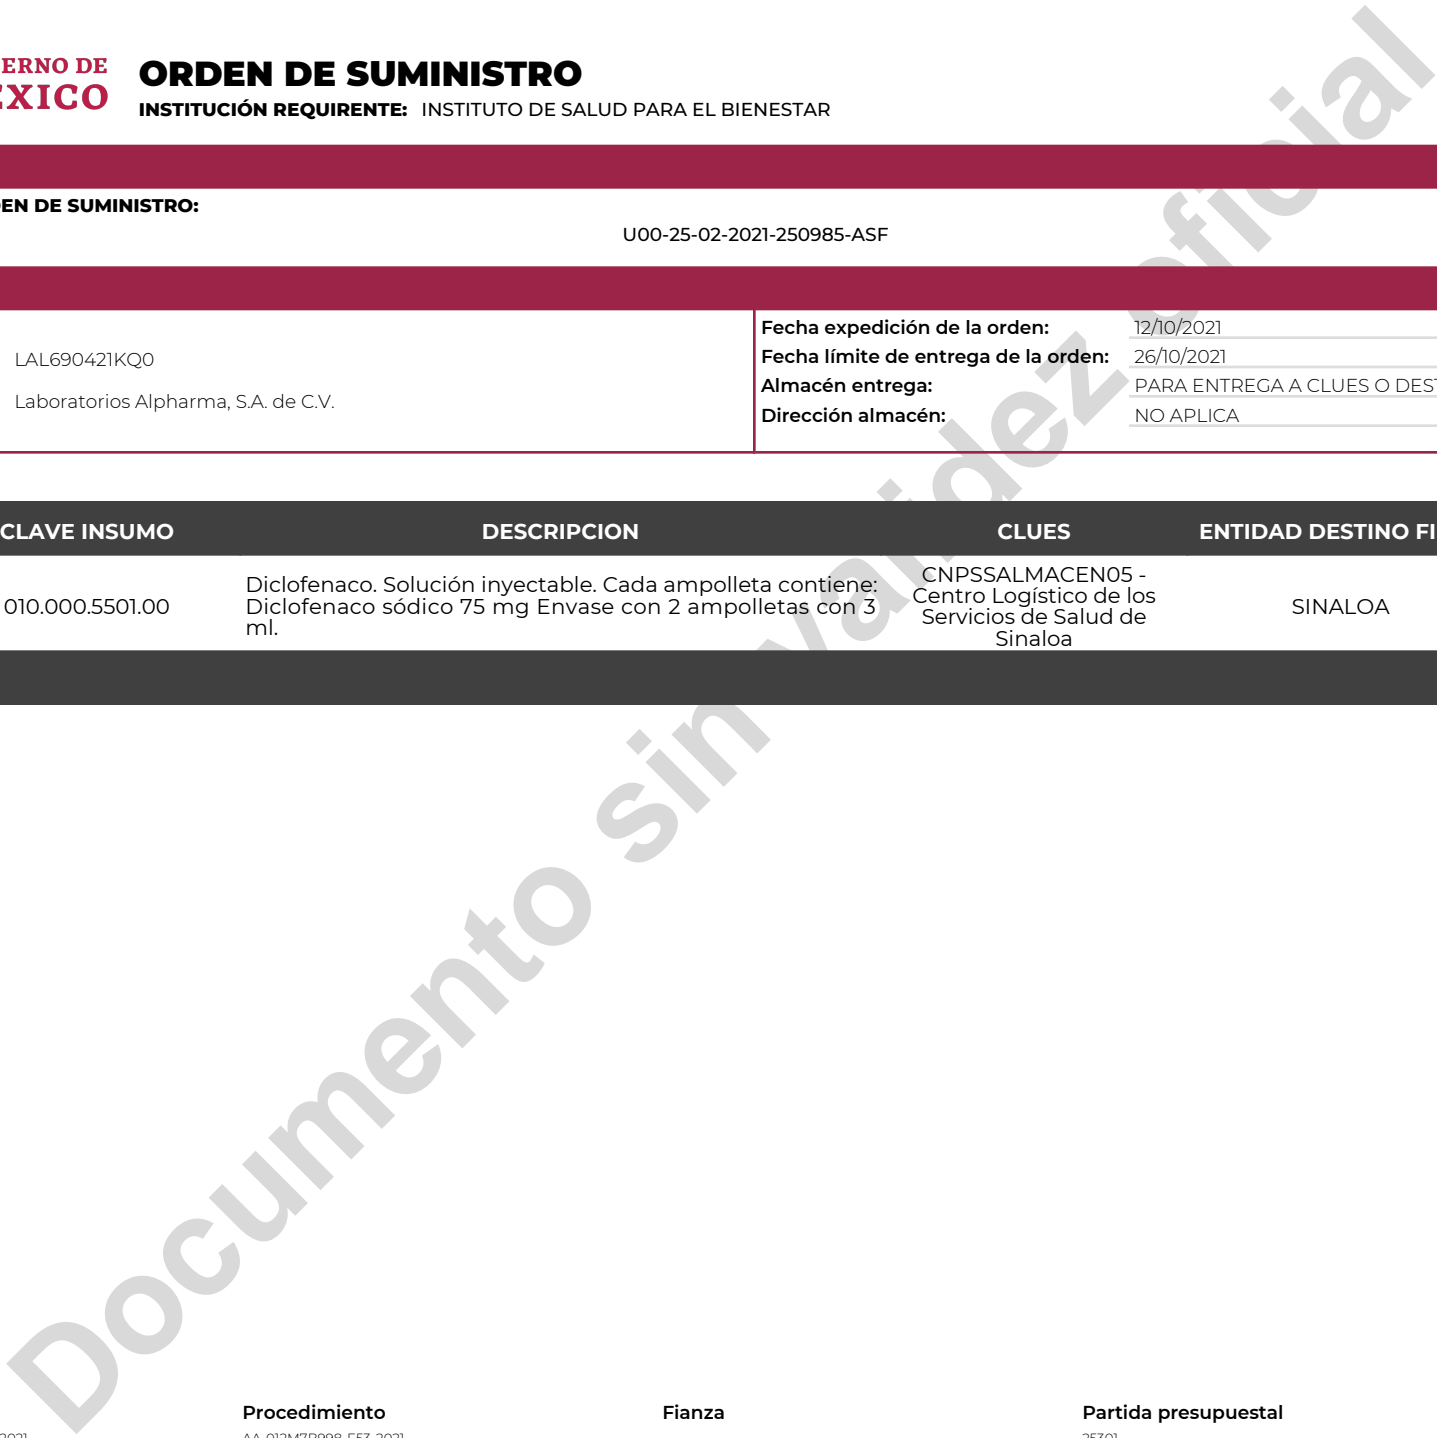 ERNO DE
ÉXICO
ORDEN DE SUMINISTRO
INSTITUCIÓN REQUIRENTE: INSTITUTO DE SALUD PARA EL BIENESTAR
EN DE SUMINISTRO:
U00-25-02-2021-250985-ASF
LAL690421KQ0
Laboratorios Alpharma, S.A. de C.V.
Fecha expedición de la orden: 12/10/2021
Fecha límite de entrega de la orden: 26/10/2021
Almacén entrega: PARA ENTREGA A CLUES O DEST
Dirección almacén: NO APLICA
CLAVE INSUMO DESCRIPCION CLUES ENTIDAD DESTINO FI
010.000.5501.00
Diclofenaco. Solución inyectable. Cada ampolleta contiene:
Diclofenaco sódico 75 mg Envase con 2 ampolletas con 3
ml.
CNPSSALMACEN05 -
Centro Logístico de los
Servicios de Salud de
Sinaloa
SINALOA
Documento sin validez oficial
Procedimiento Fianza Partida presupuestal